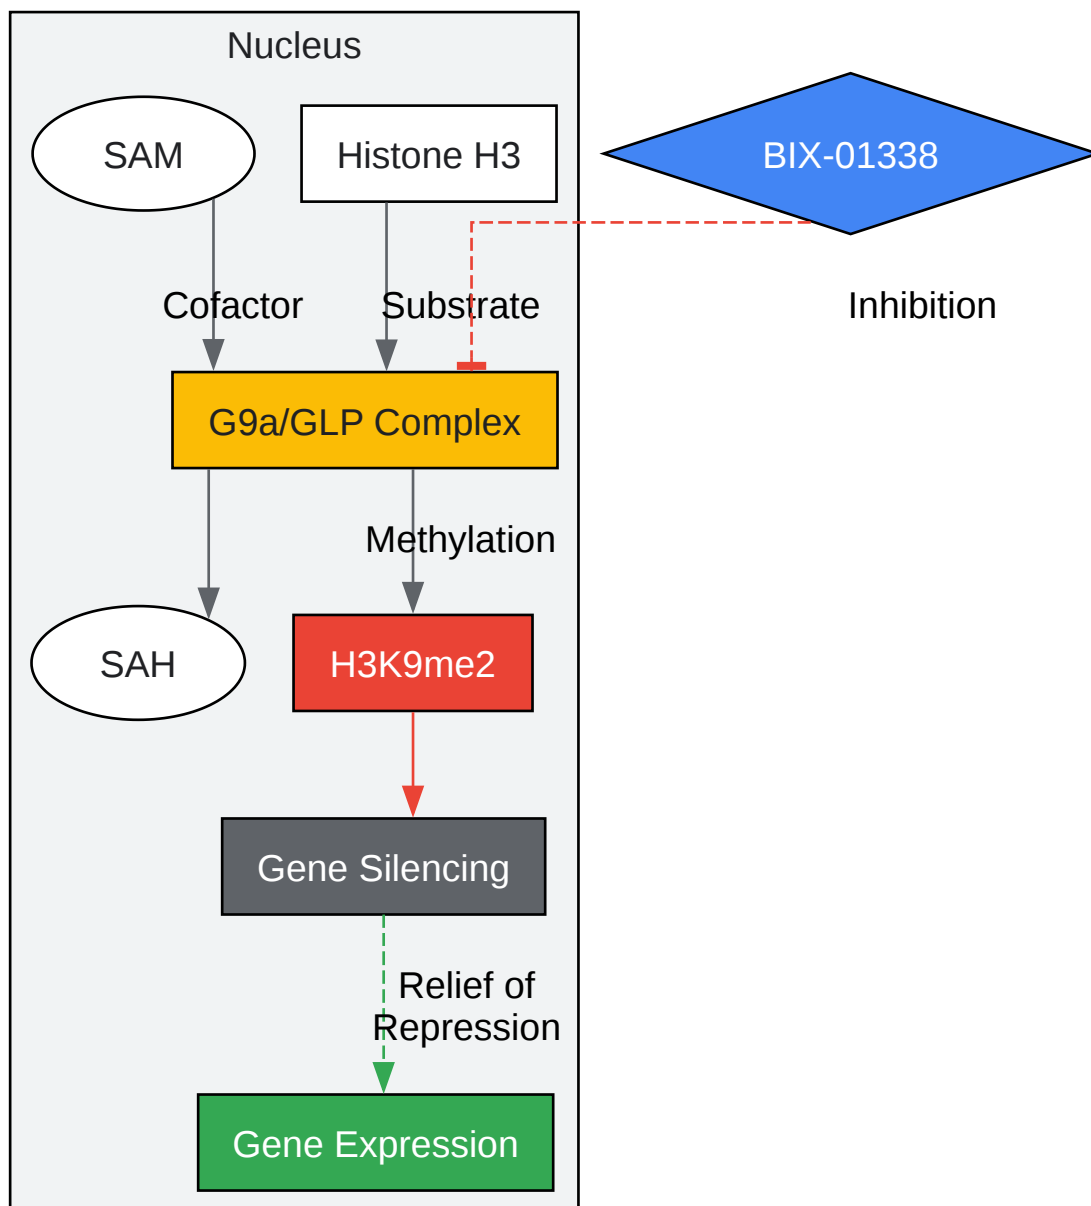 Nucleus
SAM
Histone H3
BIX-01338
Cofactor
Substrate
Inhibition
G9a/GLP Complex
Methylation
SAH
H3K9me2
Gene Silencing
Relief of
Repression
Gene Expression